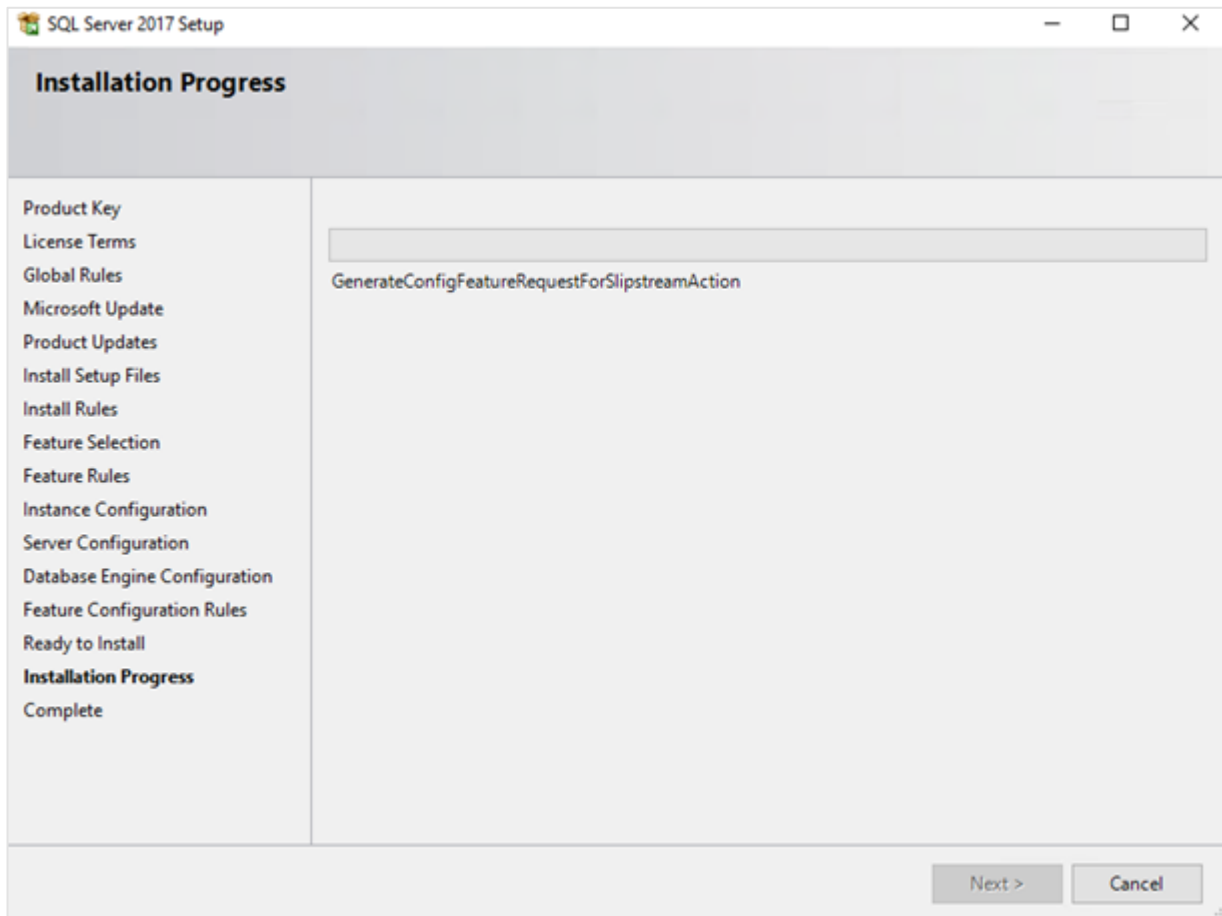 SQL Server 2017 Setup
Installation Progress
Product Key
License Terms
Global Rules
Microsoft Update
Product Updates
Install Setup Files
Install Rules
Feature Selection
Feature Rules
Instance Configuration
Server Configuration
Database Engine Configuration
Feature Configuration Rules
Ready to Install
Installation Progress
Complete
GenerateConfigFeatureRequestForSlipstreamAction
Next >
Cancel